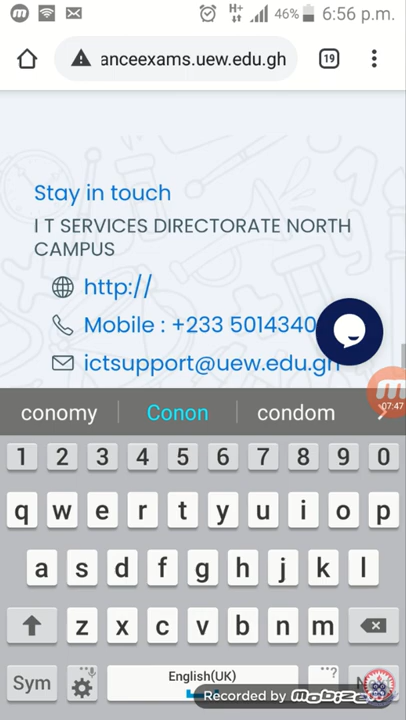 H+ 46% 6:56 p.m.
anceexams.uew.edu.gh 19
Stay in touch
I T SERVICES DIRECTORATE NORTH
CAMPUS
http://
Mobile : +233 5014340
ictsupport@uew.edu.gh
conomy Conon condom
07:47
1 2 3 4 5 6 7 8 9 0
q w e r t y u i o p
a s d f g h j k l
z x c v b n m
Sym English(UK)
Recorded by mobizen